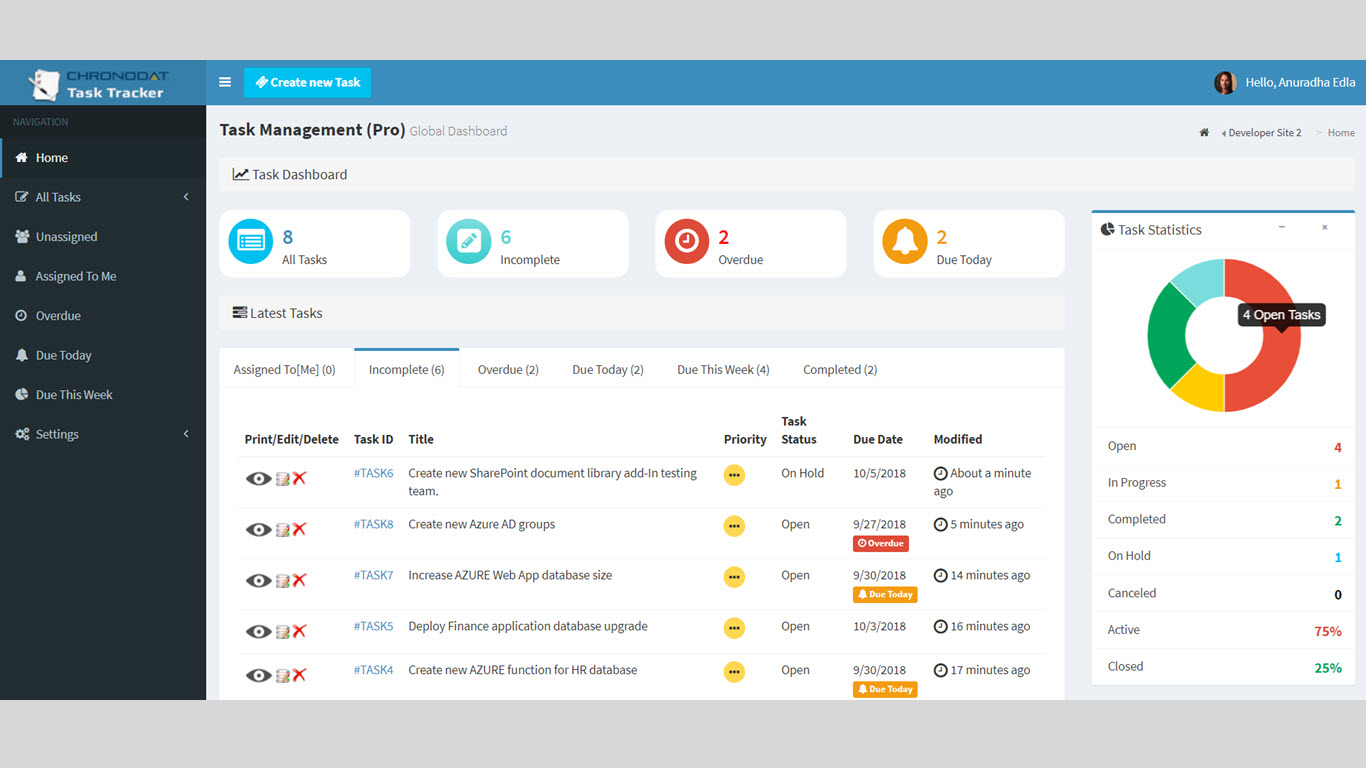 CHRONODAT
Task Tracker
Create new Task
Hello, Anuradha Edla
NAVIGATION
Home
All Tasks
Unassigned
Assigned To Me
Overdue
Due Today
Due This Week
Settings
Task Management (Pro) Global Dashboard
Developer Site 2 > Home
Task Dashboard
8
All Tasks
6
Incomplete
2
Overdue
2
Due Today
Latest Tasks
Assigned To[Me] (0) Incomplete (6) Overdue (2) Due Today (2) Due This Week (4) Completed (2)
Print/Edit/Delete Task ID Title Priority Task Status Due Date Modified
#TASK6 Create new SharePoint document library add-In testing On Hold 10/5/2018 About a minute
team. ago
#TASK8 Create new Azure AD groups Open 9/27/2018 5 minutes ago
Overdue
#TASK7 Increase AZURE Web App database size Open 9/30/2018 14 minutes ago
Due Today
#TASK5 Deploy Finance application database upgrade Open 10/3/2018 16 minutes ago
#TASK4 Create new AZURE function for HR database Open 9/30/2018 17 minutes ago
Due Today
Task Statistics
4 Open Tasks
Open 4
In Progress 1
Completed 2
On Hold 1
Canceled 0
Active 75%
Closed 25%